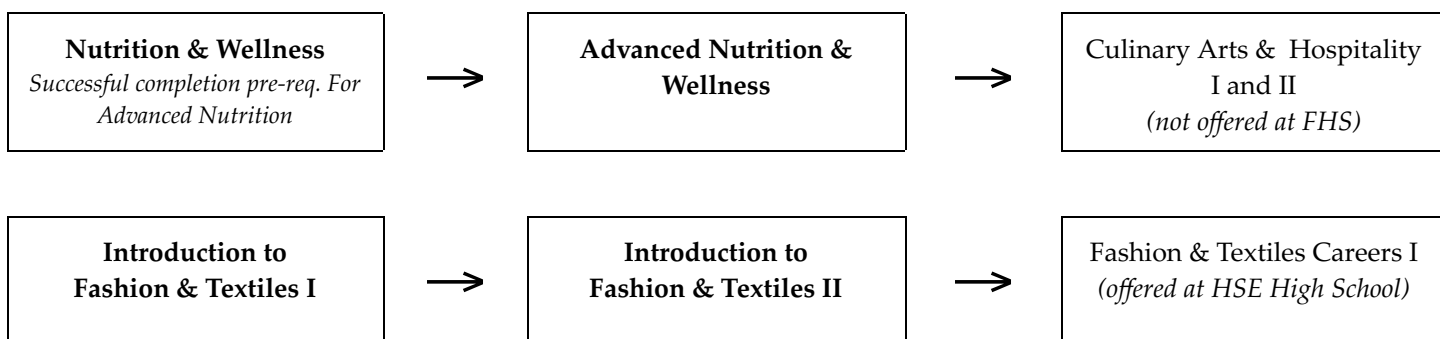 Nutrition & Wellness
Successful completion pre-req. For
Advanced Nutrition
Advanced Nutrition &
Wellness
Culinary Arts & Hospitality
I and II
(not offered at FHS)
Introduction to
Fashion & Textiles I
Introduction to
Fashion & Textiles II
Fashion & Textiles Careers I
(offered at HSE High School)